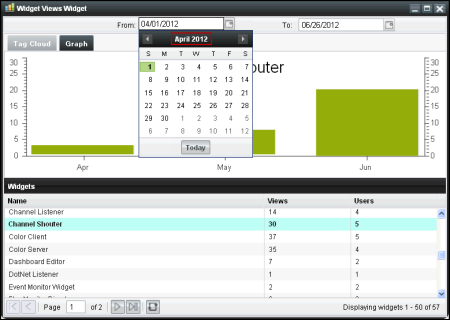 Widget Views Widget
From: 04/01/2012 To: 06/26/2012
Tag Cloud Graph
April 2012
S M T W T F S
1 2 3 4 5 6 7
8 9 10 11 12 13 14
15 16 17 18 19 20 21
22 23 24 25 26 27 28
29 30 1 2 3 4 5
6 7 8 9 10 11 12
Today
30 30
25 25
20 20
15 15
10 10
5 5
0 0
Apr May Jun
Widgets
Name Views Users
Channel Listener 14 4
Channel Shouter 30 5
Color Client 37 5
Color Server 35 4
Dashboard Editor 7 2
DotNet Listener 1 1
Event Monitor Widget 2 2
Page 1 of 2 Displaying widgets 1 - 50 of 57